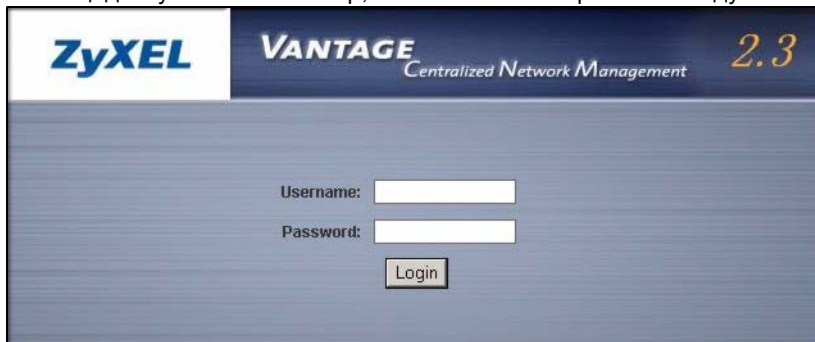 ZyXEL
VANTAGE 2.3
Centralized Network Management
Username:
Password:
Login